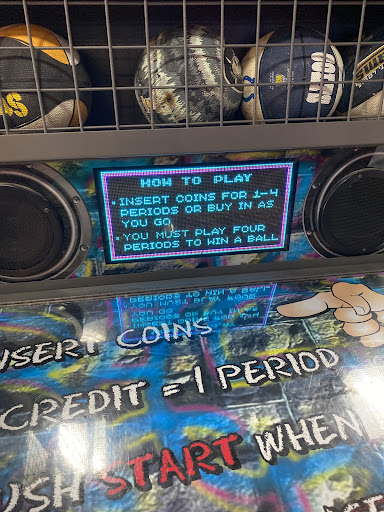 HOW TO PLAY
• INSERT COINS FOR 1-4
PERIODS OR BUY IN AS
YOU GO
• YOU MUST PLAY FOUR
PERIODS TO WIN A BALL
NSERT COINS
CREDIT = 1 PERIOD
USH START WHEN